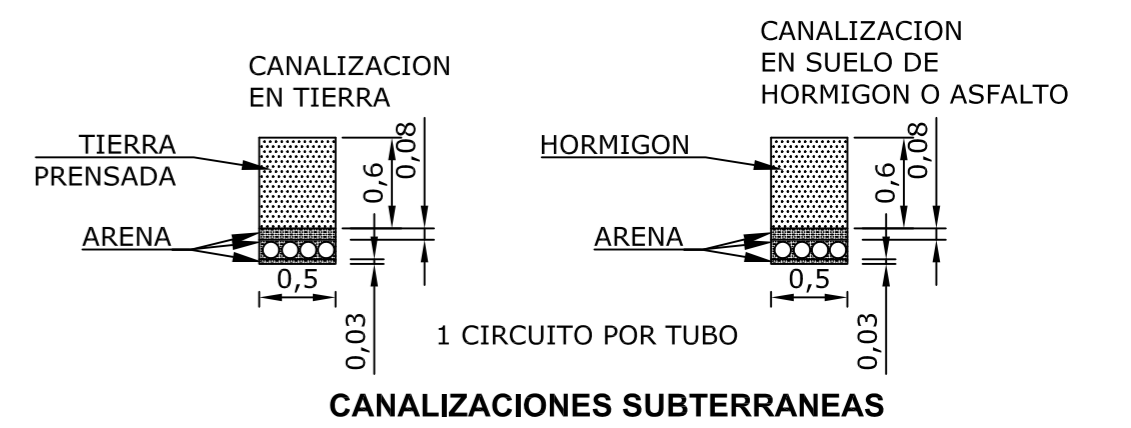 CANALIZACION
EN TIERRA
TIERRA
PRENSADA
ARENA
0,6
0,08
0,5
0,03
CANALIZACION
EN SUELO DE
HORMIGON O ASFALTO
HORMIGON
ARENA
0,6
0,08
0,5
0,03
1 CIRCUITO POR TUBO
CANALIZACIONES SUBTERRANEAS